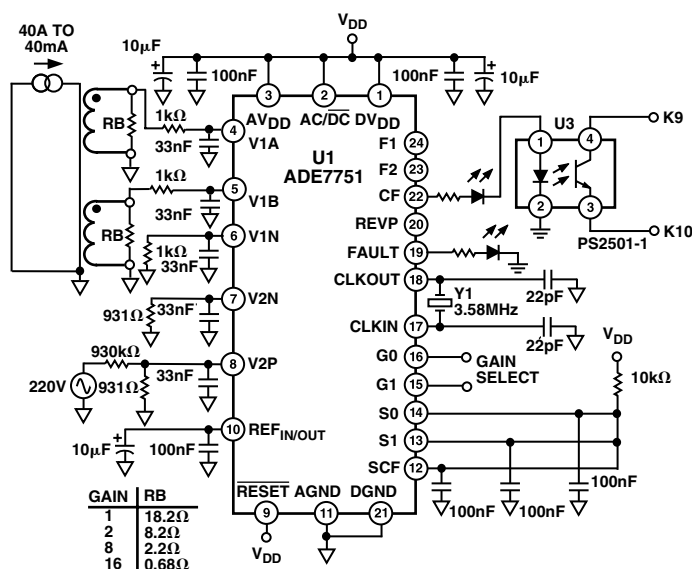 40A TO
40mA
V_DD
10μF
+
100nF
100nF
+
10μF
3
2
1
AV_DD
AC/D̅C̅
DV_DD
RB
1kΩ
33nF
4
V1A
U1
ADE7751
F1
24
F2
23
CF
22
U3
1
4
2
3
K9
K10
PS2501-1
1kΩ
33nF
5
V1B
RB
6
V1N
1kΩ
33nF
REVP
20
FAULT
19
CLKOUT
18
Y1
3.58MHz
22pF
CLKIN
17
22pF
7
V2N
931Ω
33nF
930kΩ
8
V2P
220V
931Ω
33nF
G0
16
G1
15
GAIN
SELECT
V_DD
10kΩ
S0
14
S1
13
SCF
12
100nF
100nF
100nF
10
REF_IN/OUT
10μF
+
100nF
R̅E̅S̅E̅T̅
AGND
DGND
9
11
21
V_DD
GAIN RB
1 18.2Ω
2 8.2Ω
8 2.2Ω
16 0.68Ω